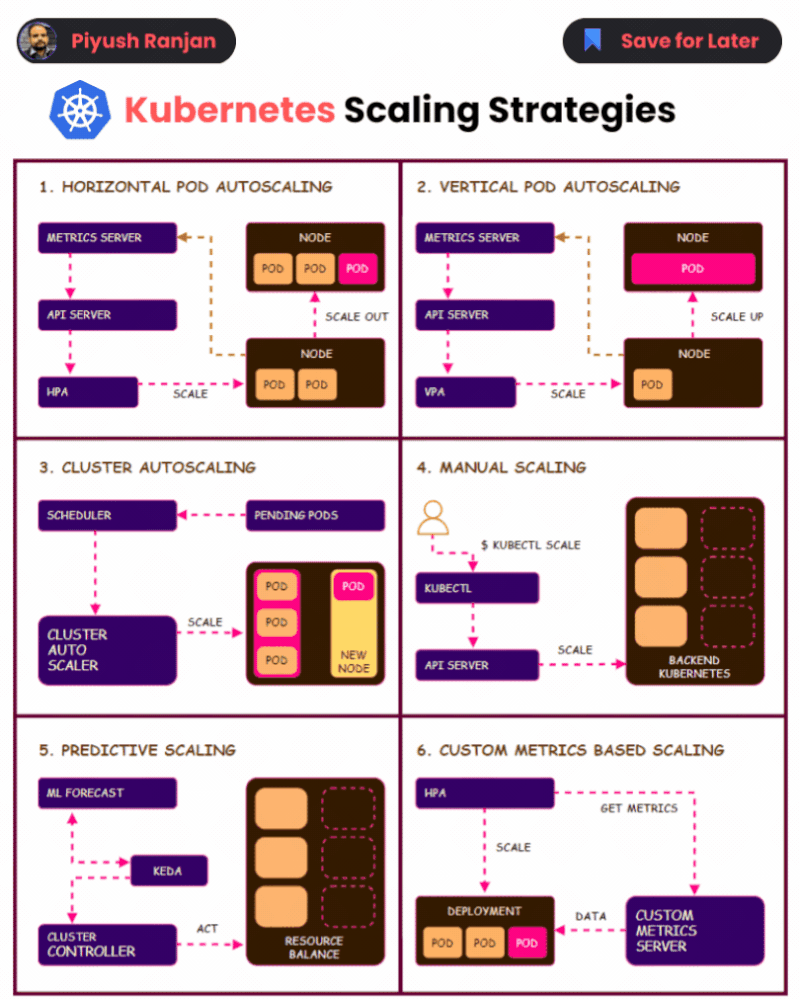 Piyush Ranjan
Save for Later
Kubernetes Scaling Strategies
1. HORIZONTAL POD AUTOSCALING
METRICS SERVER
NODE
POD POD POD
API SERVER
SCALE OUT
NODE
HPA
SCALE
POD POD
2. VERTICAL POD AUTOSCALING
METRICS SERVER
NODE
POD
API SERVER
SCALE UP
NODE
VPA
SCALE
POD
3. CLUSTER AUTOSCALING
SCHEDULER
PENDING PODS
CLUSTER
AUTO
SCALER
SCALE
POD
POD
POD
POD
NEW
NODE
4. MANUAL SCALING
$ KUBECTL SCALE
KUBECTL
API SERVER
SCALE
BACKEND
KUBERNETES
5. PREDICTIVE SCALING
ML FORECAST
KEDA
CLUSTER
CONTROLLER
ACT
RESOURCE
BALANCE
6. CUSTOM METRICS BASED SCALING
HPA
GET METRICS
SCALE
DEPLOYMENT
POD POD POD
DATA
CUSTOM
METRICS
SERVER